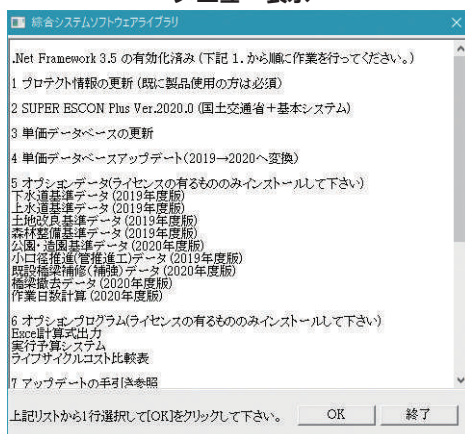 綜合システムソフトウェアライブラリ
.Net Framework 3.5 の有効化済み (下記 1. から順に作業を行ってください。)
1 プロテクト情報の更新 (既に製品使用の方は必須)
2 SUPER ESCON Plus Ver.2020.0 (国土交通省+基本システム)
3 単価データベースの更新
4 単価データベースアップデート(2019→2020へ変換)
5 オプションデータ(ライセンスの有るもののみインストールして下さい)
下水道基準データ (2019年度版)
上水道基準データ (2019年度版)
土地改良基準データ (2019年度版)
森林整備基準データ (2019年度版)
公園・造園基準データ (2020年度版)
小口径推進(管推進工)データ (2019年度版)
既設橋梁補修(補強)データ (2020年度版)
橋梁撤去データ (2020年度版)
作業日数計算 (2020年度版)
6 オプションプログラム(ライセンスの有るもののみインストールして下さい)
Excel計算式出力
実行予算システム
ライフサイクルコスト比較表
7 アップデートの手引き参照
上記リストから1行選択して[OK]をクリックして下さい。
OK
終了